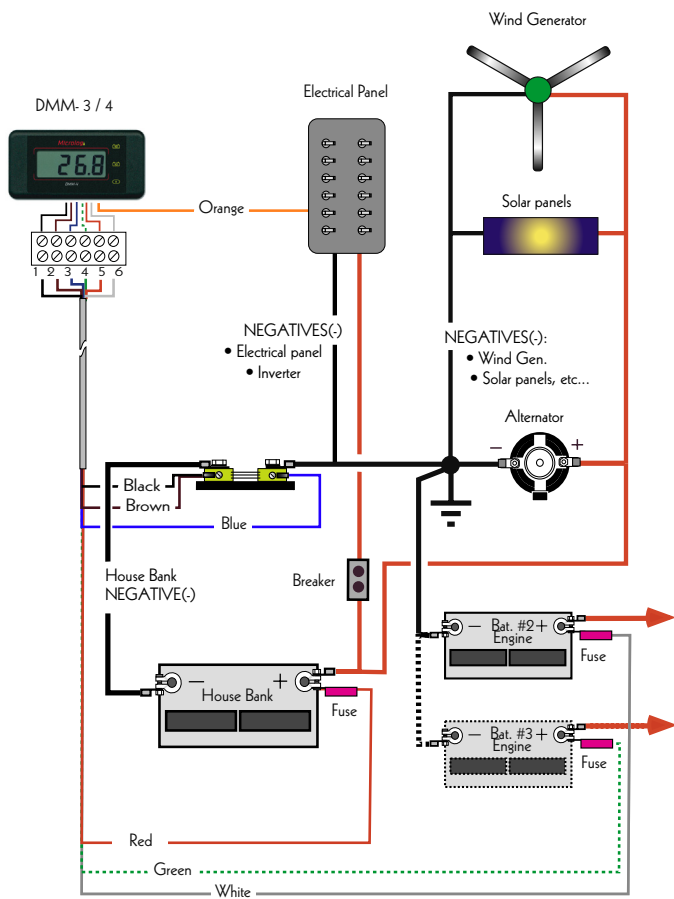 Wind Generator
DMM- 3 / 4
Electrical Panel
26.8
Solar panels
Orange
1 2 3 4 5 6
NEGATIVES(-)
• Electrical panel
• Inverter
NEGATIVES(-):
• Wind Gen.
• Solar panels, etc...
Alternator
− +
Black
Brown
Blue
House Bank
NEGATIVE(-)
Breaker
− Bat. #2 +
Engine
Fuse
− +
House Bank
Fuse
− Bat. #3 +
Engine
Fuse
Red
Green
White